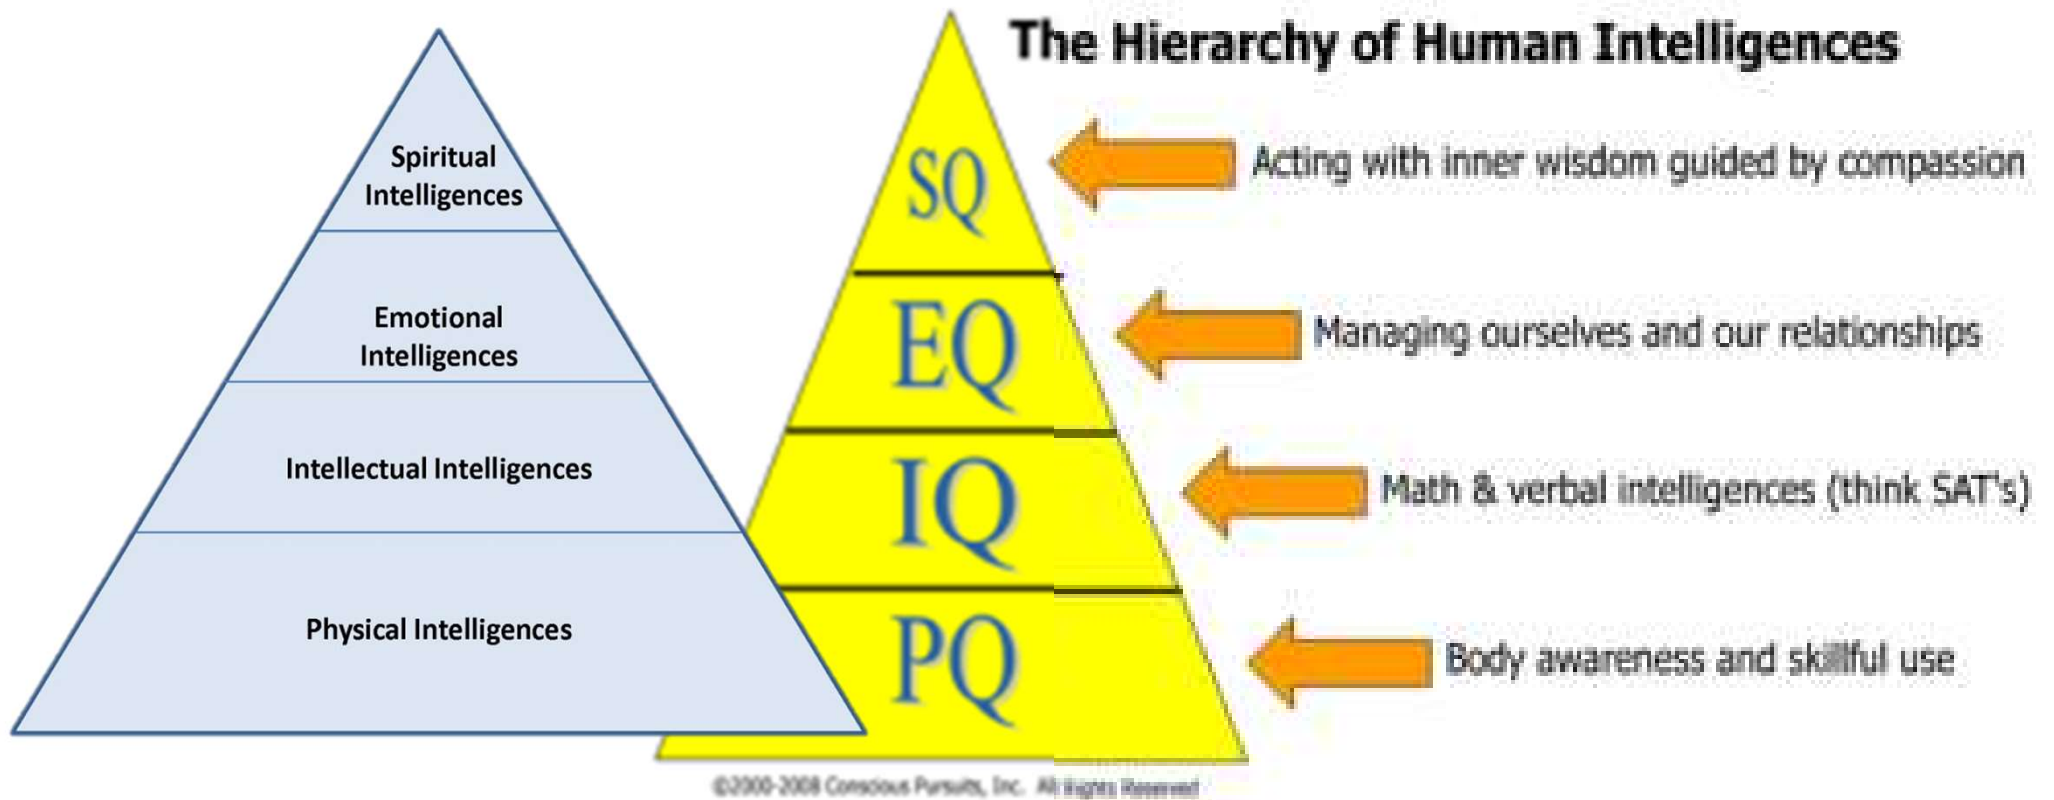 The Hierarchy of Human Intelligences
Spiritual
Intelligences
Emotional
Intelligences
Intellectual Intelligences
Physical Intelligences
SQ
Acting with inner wisdom guided by compassion
EQ
Managing ourselves and our relationships
IQ
Math & verbal intelligences (think SAT's)
PQ
Body awareness and skillful use
©2000-2008 Conscious Pursuits, Inc. All Rights Reserved